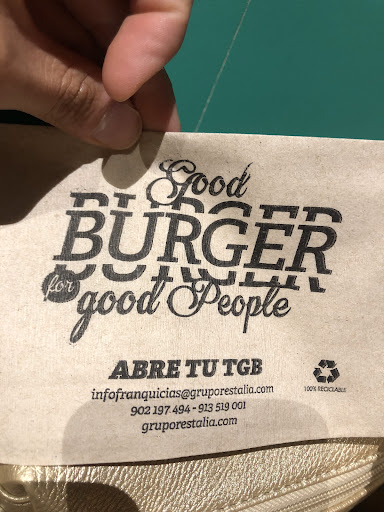 Good
BURGER
for good People
ABRE TU TGB
infofranquicias@gruporestalia.com
902 197 494 - 913 519 001
gruporestalia.com
100% RECICLABLE